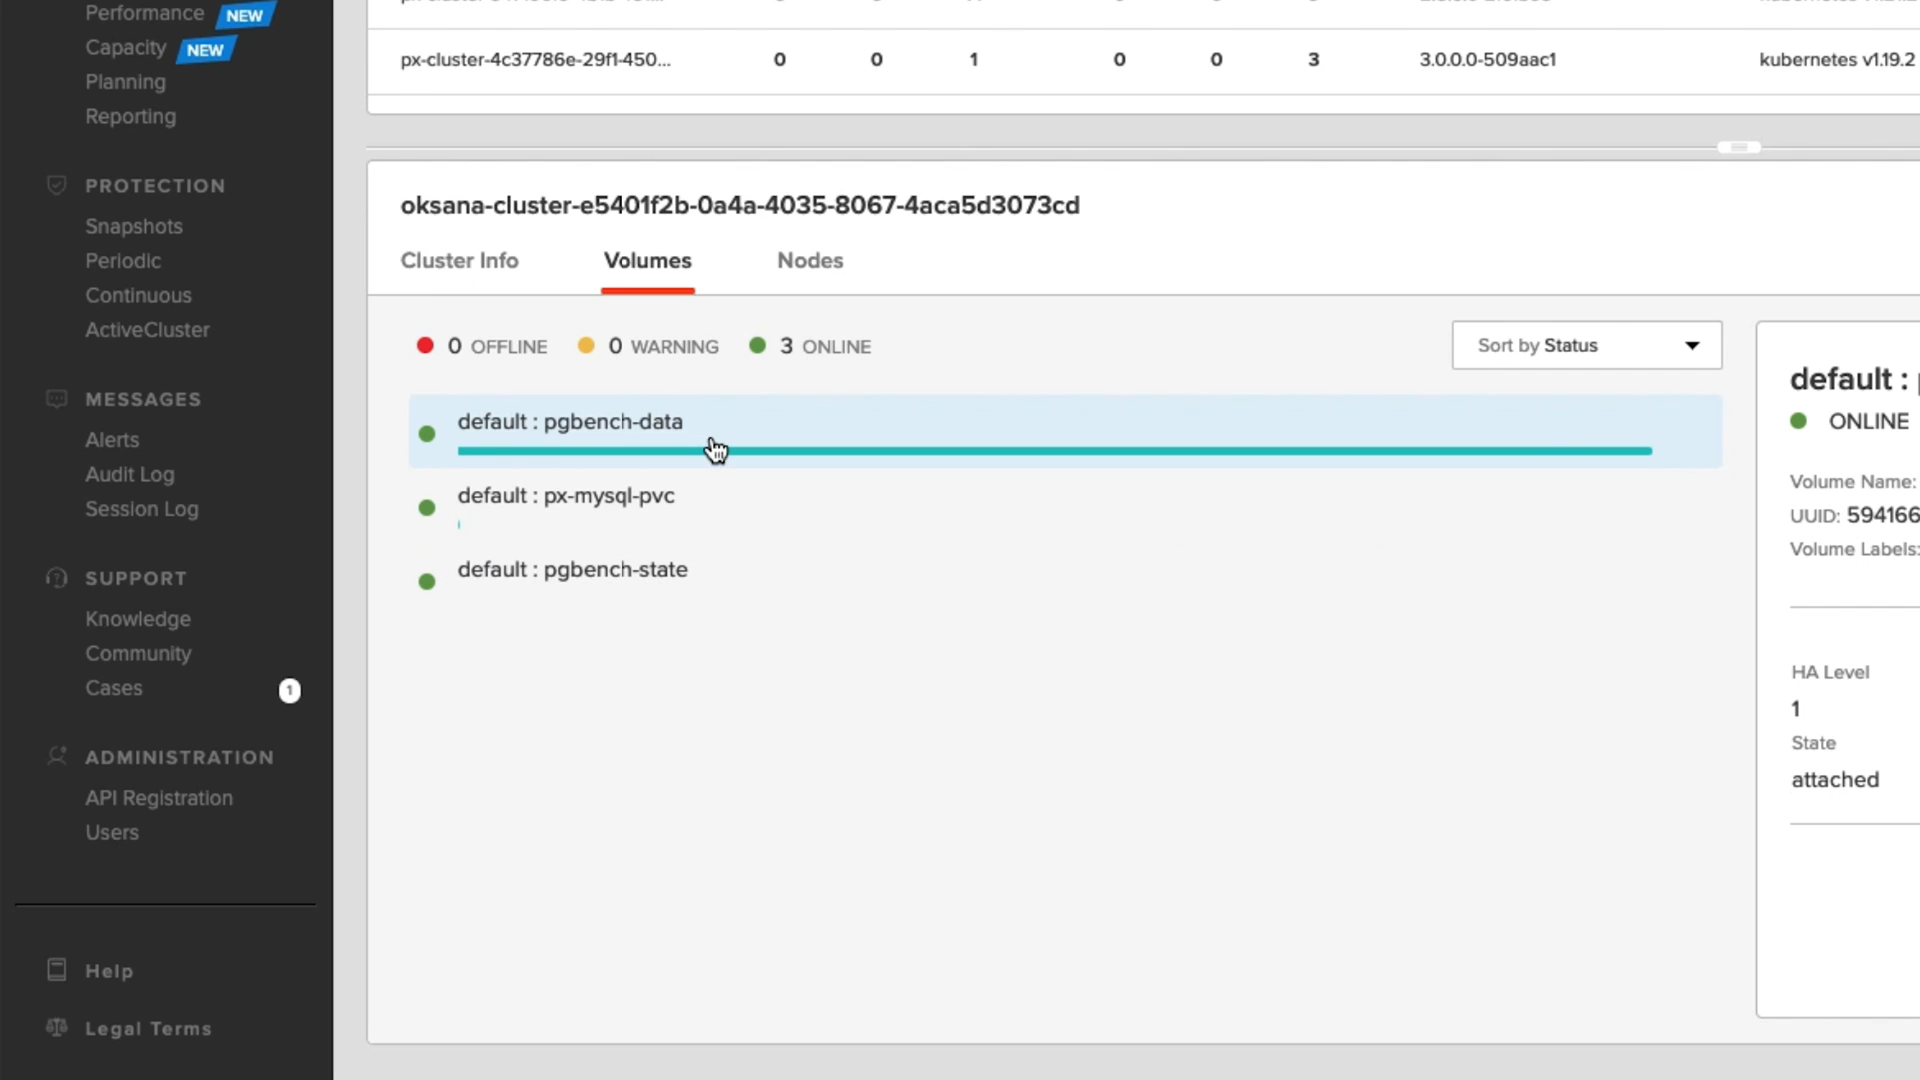 Performance NEW
Capacity NEW
Planning
Reporting
PROTECTION
Snapshots
Periodic
Continuous
ActiveCluster
MESSAGES
Alerts
Audit Log
Session Log
SUPPORT
Knowledge
Community
Cases 1
ADMINISTRATION
API Registration
Users
Help
Legal Terms
px-cluster-4c37786e-29f1-450... 0 0 1 0 0 3 3.0.0.0-509aac1 kubernetes v1.19.2
oksana-cluster-e5401f2b-0a4a-4035-8067-4aca5d3073cd
Cluster Info Volumes Nodes
0 OFFLINE 0 WARNING 3 ONLINE
Sort by Status
default : pgbench-data
default : px-mysql-pvc
default : pgbench-state
default :
ONLINE
Volume Name:
UUID: 594166
Volume Labels:
HA Level
1
State
attached